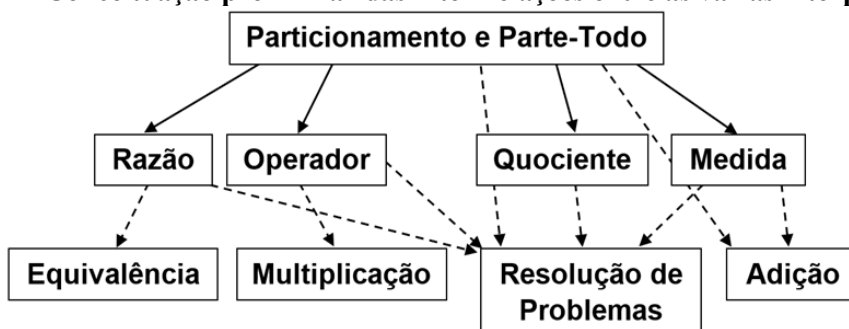 Particionamento e Parte-Todo
Razão Operador Quociente Medida
Equivalência Multiplicação Resolução de Problemas Adição